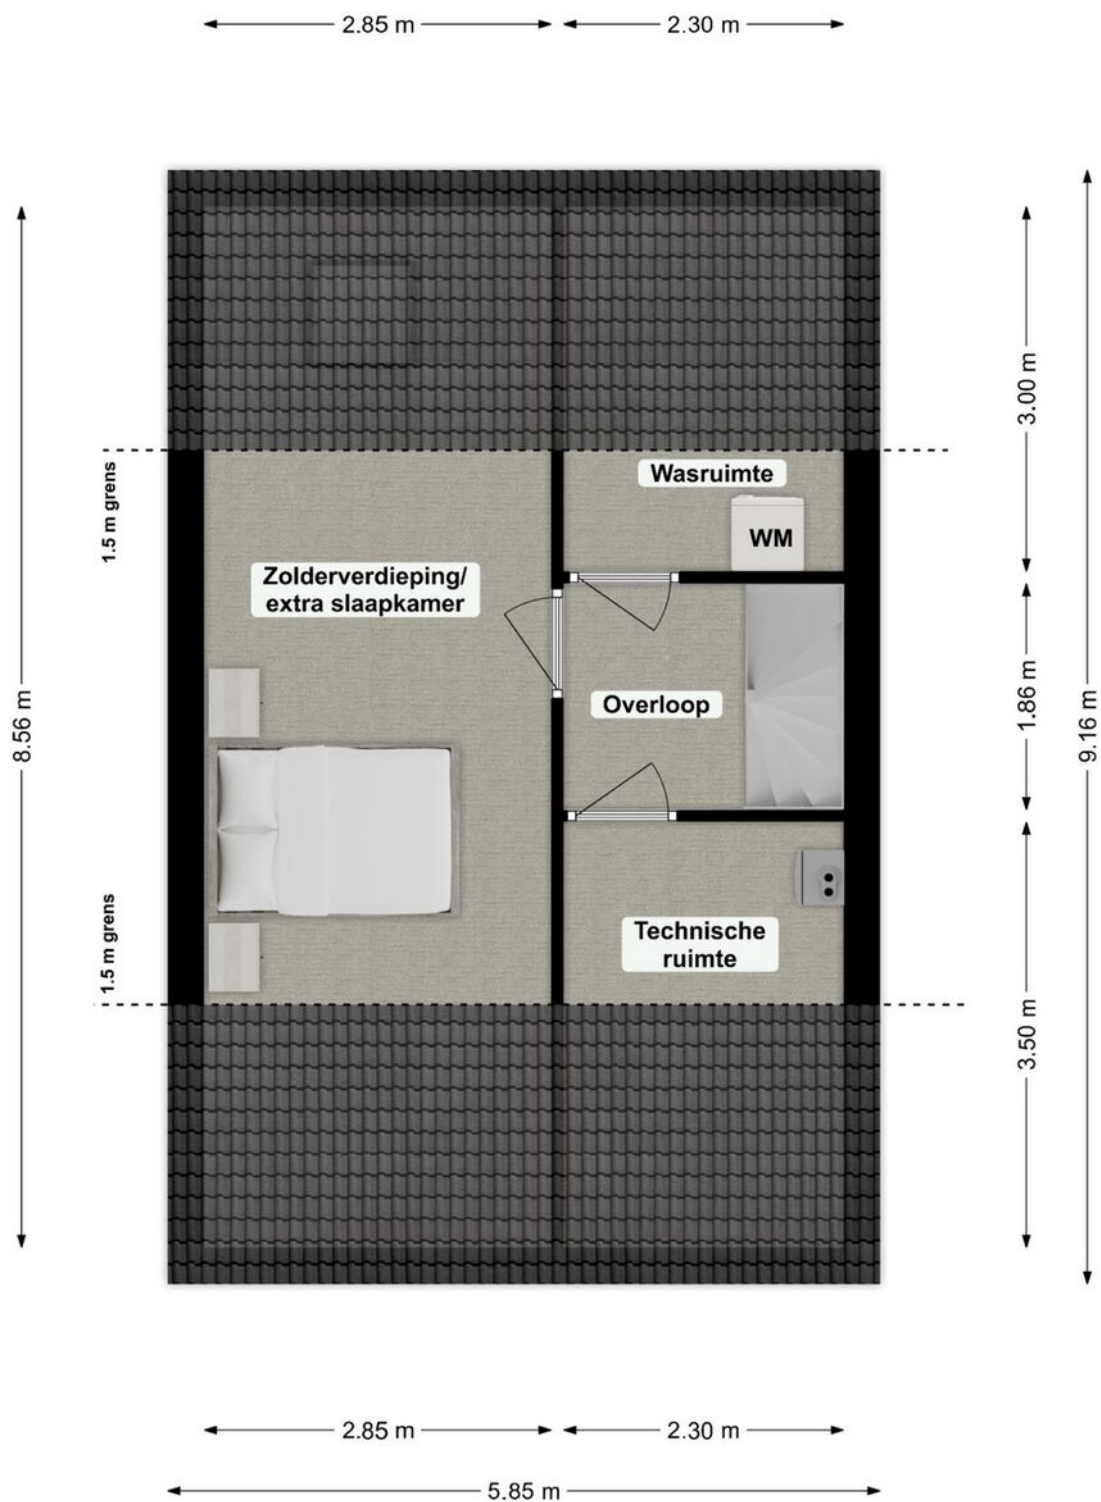 2.85 m
2.30 m
8.56 m
1.5 m grens
1.5 m grens
Zolderverdieping/
extra slaapkamer
Wasruimte
WM
Overloop
Technische
ruimte
3.00 m
1.86 m
3.50 m
9.16 m
2.85 m
2.30 m
5.85 m